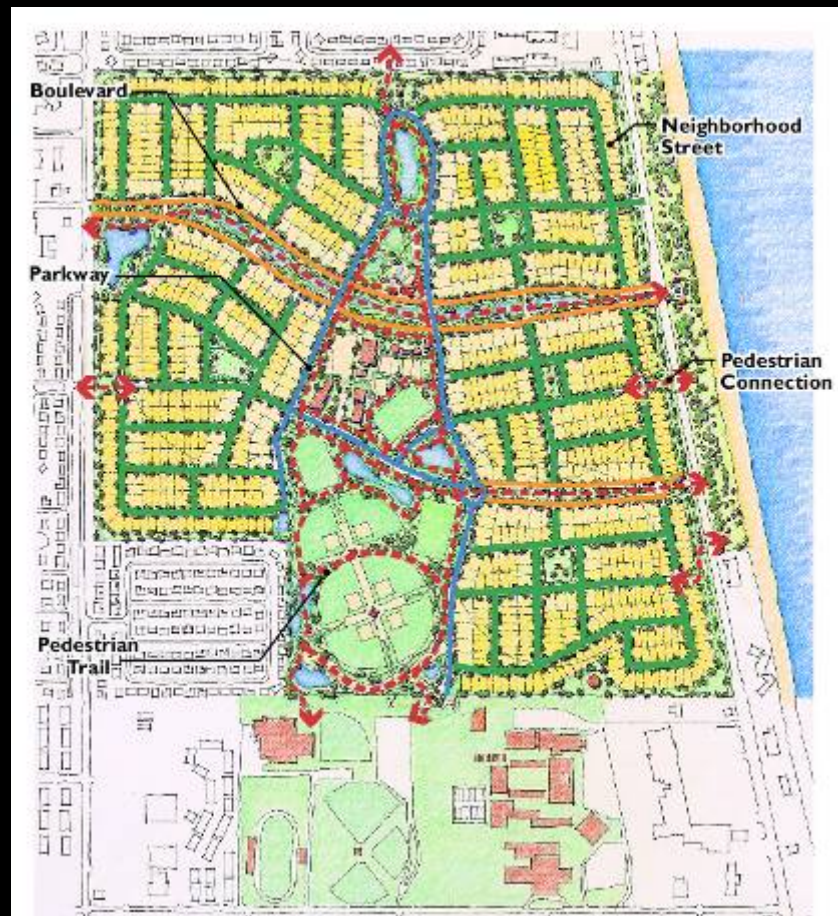 Boulevard
Neighborhood
Street
Parkway
Pedestrian
Connection
Pedestrian
Trail